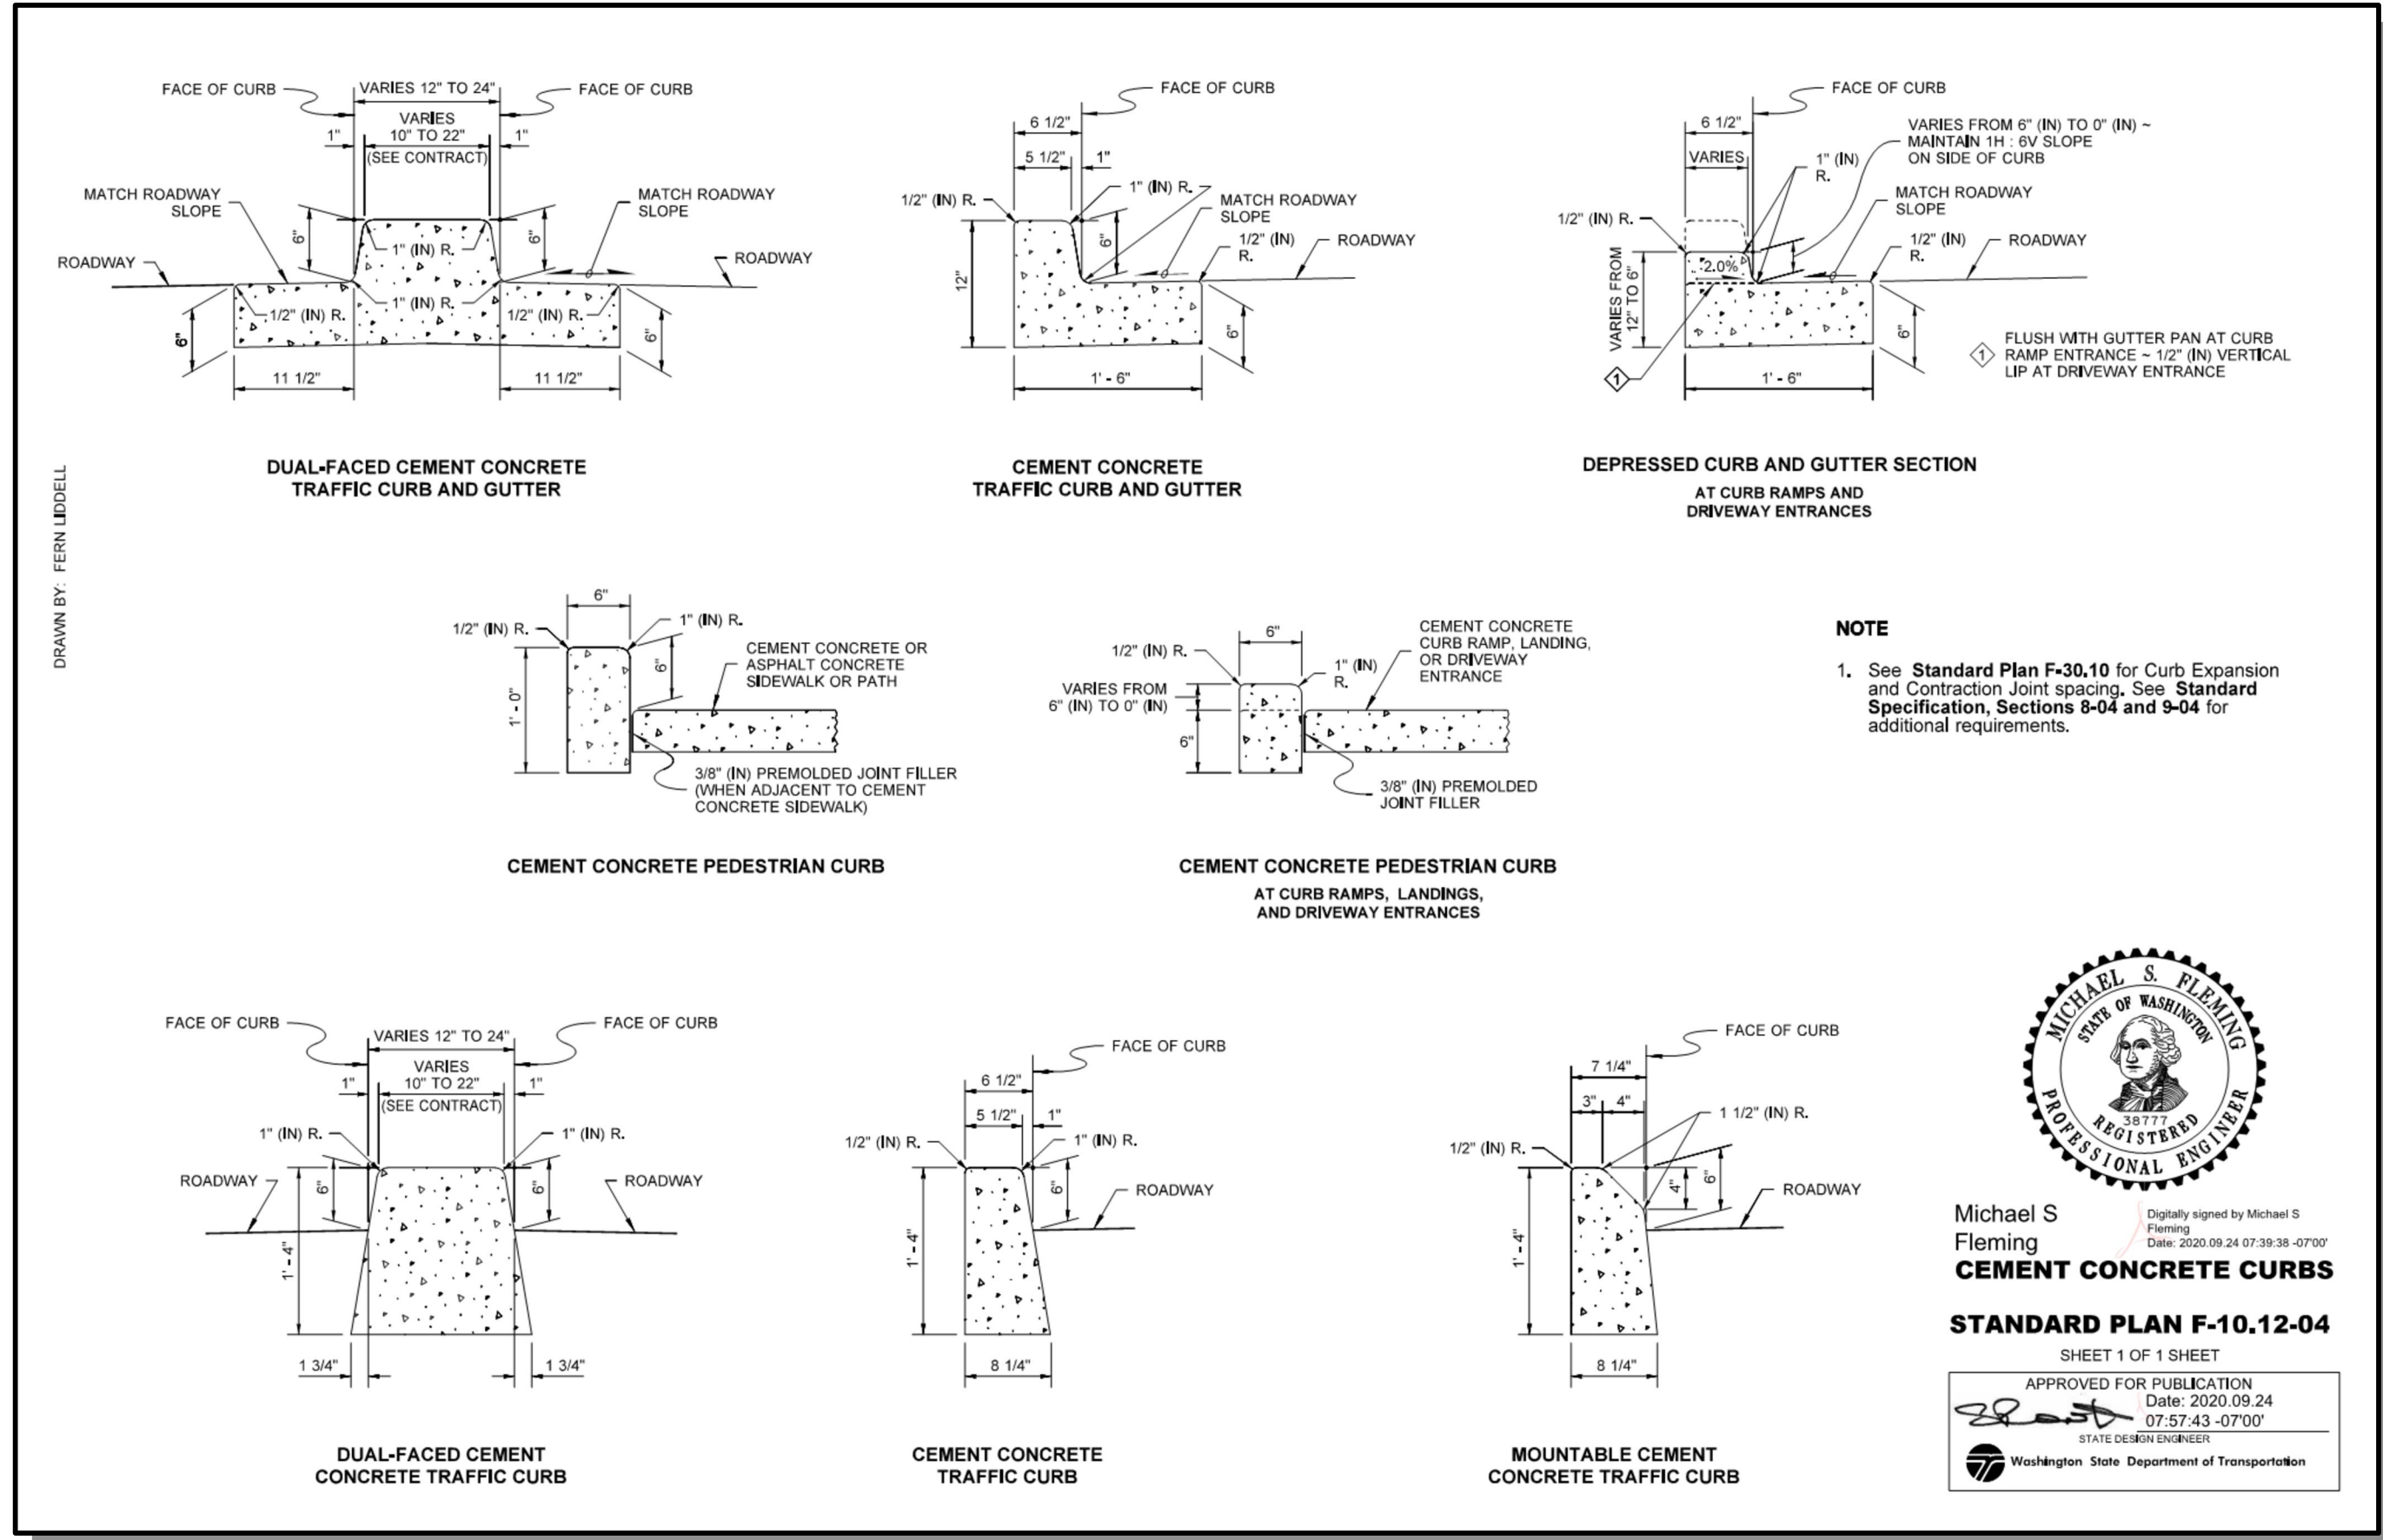 FACE OF CURB
VARIES 12" TO 24"
FACE OF CURB
VARIES
1"
10" TO 22"
1"
(SEE CONTRACT)
MATCH ROADWAY
SLOPE
MATCH ROADWAY
SLOPE
6"
6"
1" (IN) R.
ROADWAY
ROADWAY
1" (IN) R.
1/2" (IN) R.
1/2" (IN) R.
6"
6"
11 1/2"
11 1/2"
DUAL-FACED CEMENT CONCRETE
TRAFFIC CURB AND GUTTER
FACE OF CURB
6 1/2"
5 1/2"
1"
1/2" (IN) R.
1" (IN) R.
MATCH ROADWAY
SLOPE
6"
1/2" (IN)
R.
ROADWAY
12"
6"
1' - 6"
CEMENT CONCRETE
TRAFFIC CURB AND GUTTER
FACE OF CURB
6 1/2"
VARIES
VARIES FROM 6" (IN) TO 0" (IN) ~
MAINTAIN 1H : 6V SLOPE
ON SIDE OF CURB
1" (IN)
R.
MATCH ROADWAY
SLOPE
1/2" (IN) R.
1/2" (IN)
R.
ROADWAY
2.0%
VARIES FROM
12" TO 6"
6"
1
1' - 6"
1
FLUSH WITH GUTTER PAN AT CURB
RAMP ENTRANCE ~ 1/2" (IN) VERTICAL
LIP AT DRIVEWAY ENTRANCE
DEPRESSED CURB AND GUTTER SECTION
AT CURB RAMPS AND
DRIVEWAY ENTRANCES
DRAWN BY: FERN LIDDELL
6"
1/2" (IN) R.
1" (IN) R.
6"
CEMENT CONCRETE OR
ASPHALT CONCRETE
SIDEWALK OR PATH
1' - 0"
3/8" (IN) PREMOLDED JOINT FILLER
(WHEN ADJACENT TO CEMENT
CONCRETE SIDEWALK)
CEMENT CONCRETE PEDESTRIAN CURB
6"
1/2" (IN) R.
1" (IN)
R.
CEMENT CONCRETE
CURB RAMP, LANDING,
OR DRIVEWAY
ENTRANCE
VARIES FROM
6" (IN) TO 0" (IN)
6"
3/8" (IN) PREMOLDED
JOINT FILLER
CEMENT CONCRETE PEDESTRIAN CURB
AT CURB RAMPS, LANDINGS,
AND DRIVEWAY ENTRANCES
NOTE
1. See Standard Plan F-30.10 for Curb Expansion
and Contraction Joint spacing. See Standard
Specification, Sections 8-04 and 9-04 for
additional requirements.
FACE OF CURB
VARIES 12" TO 24"
FACE OF CURB
VARIES
1"
10" TO 22"
1"
(SEE CONTRACT)
1" (IN) R.
1" (IN) R.
ROADWAY
6"
6"
ROADWAY
1' - 4"
1 3/4"
1 3/4"
DUAL-FACED CEMENT
CONCRETE TRAFFIC CURB
FACE OF CURB
6 1/2"
5 1/2"
1"
1/2" (IN) R.
1" (IN) R.
6"
ROADWAY
1' - 4"
8 1/4"
CEMENT CONCRETE
TRAFFIC CURB
FACE OF CURB
7 1/4"
3"
4"
1 1/2" (IN) R.
1/2" (IN) R.
4"
6"
ROADWAY
1' - 4"
8 1/4"
MOUNTABLE CEMENT
CONCRETE TRAFFIC CURB
MICHAEL S. FLEMING
STATE OF WASHINGTON
38777
REGISTERED
PROFESSIONAL ENGINEER
Michael S
Fleming
Digitally signed by Michael S
Fleming
Date: 2020.09.24 07:39:38 -07'00'
CEMENT CONCRETE CURBS
STANDARD PLAN F-10.12-04
SHEET 1 OF 1 SHEET
APPROVED FOR PUBLICATION
Date: 2020.09.24
07:57:43 -07'00'
STATE DESIGN ENGINEER
Washington State Department of Transportation